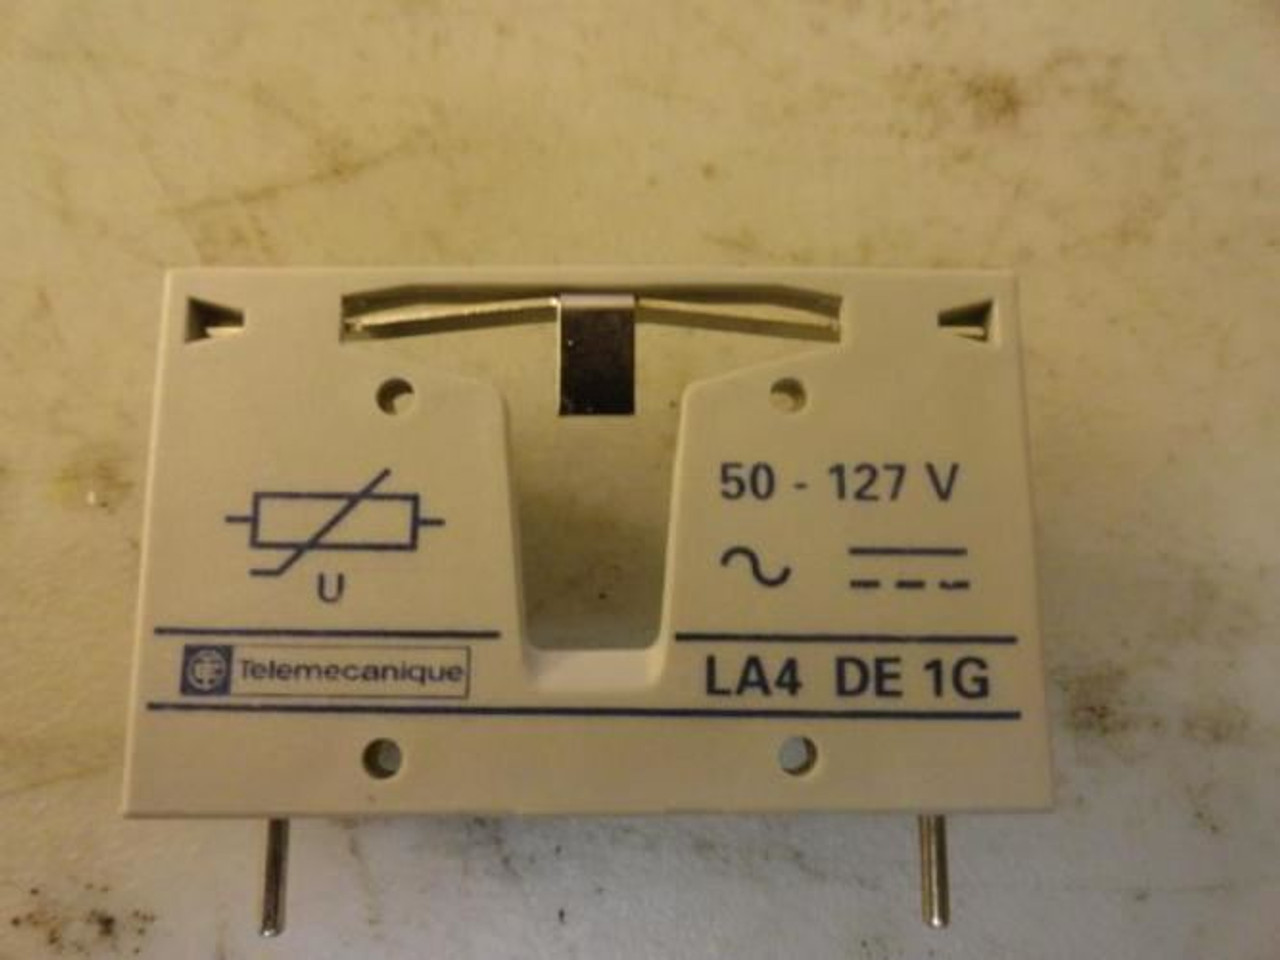 50 - 127 V
U
Telemecanique
LA4 DE 1G